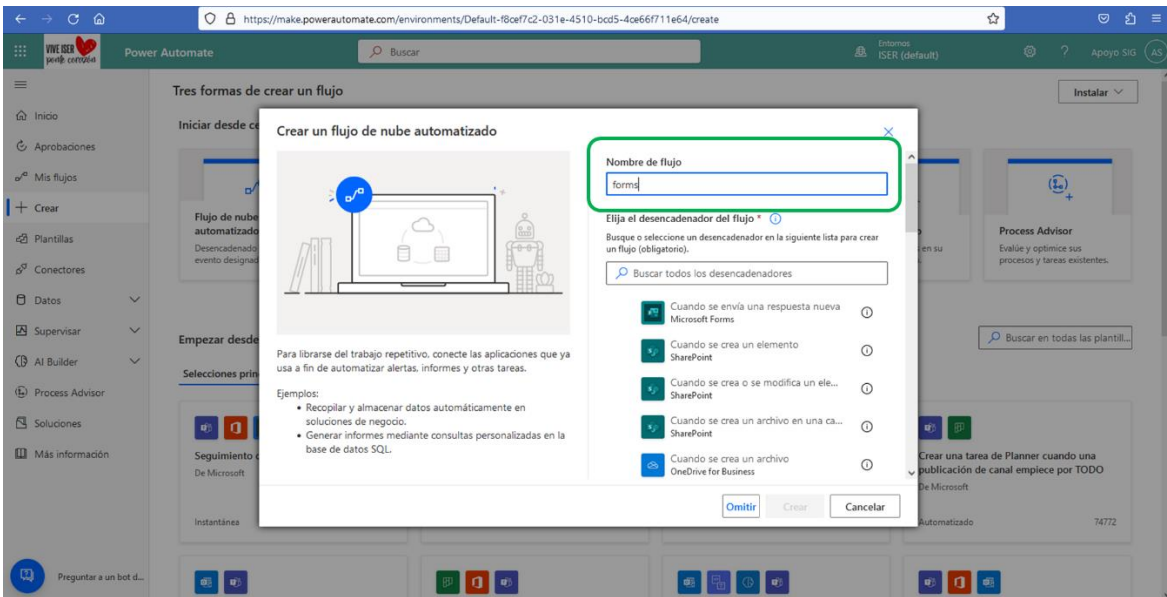 https://make.powerautomate.com/environments/Default-f8cef7c2-031e-4510-bcd5-4ce66f711e64/create
VIVE ISER
ponle corazón
Power Automate
Buscar
Entornos
ISER (default)
?
Apoyo SIG
AS
Tres formas de crear un flujo
Instalar
Inicio
Aprobaciones
Mis flujos
Crear
Plantillas
Conectores
Datos
Supervisar
AI Builder
Process Advisor
Soluciones
Más información
Preguntar a un bot d...
Iniciar desde ce
Flujo de nube
automatizado
Desencadenado
evento designad
en su
Process Advisor
Evalúe y optimice sus
procesos y tareas existentes.
Empezar desde
Buscar en todas las plantill...
Selecciones prin
Seguimiento
De Microsoft
Instantánea
Crear una tarea de Planner cuando una
publicación de canal empiece por TODO
De Microsoft
Automatizado
74772
Crear un flujo de nube automatizado
Para librarse del trabajo repetitivo, conecte las aplicaciones que ya
usa a fin de automatizar alertas, informes y otras tareas.
Ejemplos:
• Recopilar y almacenar datos automáticamente en
soluciones de negocio.
• Generar informes mediante consultas personalizadas en la
base de datos SQL.
Nombre de flujo
forms
Elija el desencadenador del flujo *
Busque o seleccione un desencadenador en la siguiente lista para crear
un flujo (obligatorio).
Buscar todos los desencadenadores
Cuando se envía una respuesta nueva
Microsoft Forms
Cuando se crea un elemento
SharePoint
Cuando se crea o se modifica un ele...
SharePoint
Cuando se crea un archivo en una ca...
SharePoint
Cuando se crea un archivo
OneDrive for Business
Omitir
Crear
Cancelar